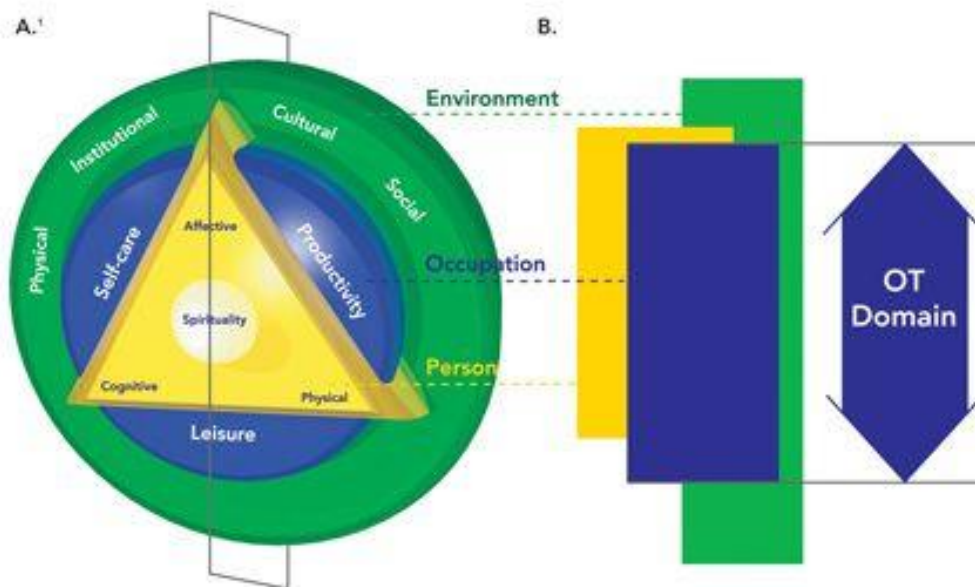 A.¹
B.
Institutional
Cultural
Physical
Social
Self-care
Productivity
Affective
Spirituality
Cognitive
Physical
Leisure
Environment
Occupation
Person
OT
Domain